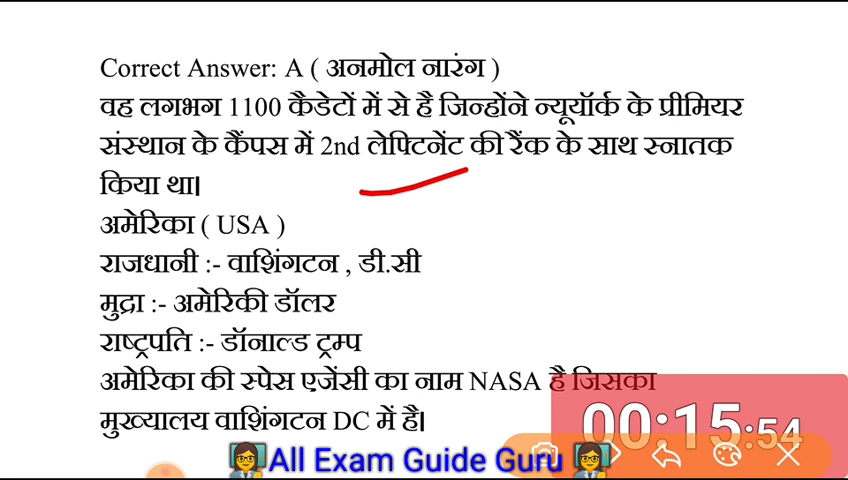 Correct Answer: A ( अनमोल नारंग )
वह लगभग 1100 कैडेटों में से है जिन्होंने न्यूयॉर्क के प्रीमियर
संस्थान के कैंपस में 2nd लेफ्टिनेंट की रैंक के साथ स्नातक
किया था।
अमेरिका ( USA )
राजधानी :- वाशिंगटन , डी.सी
मुद्रा :- अमेरिकी डॉलर
राष्ट्रपति :- डॉनाल्ड ट्रम्प
अमेरिका की स्पेस एजेंसी का नाम NASA है जिसका
मुख्यालय वाशिंगटन DC में है।
00:15:54
All Exam Guide Guru